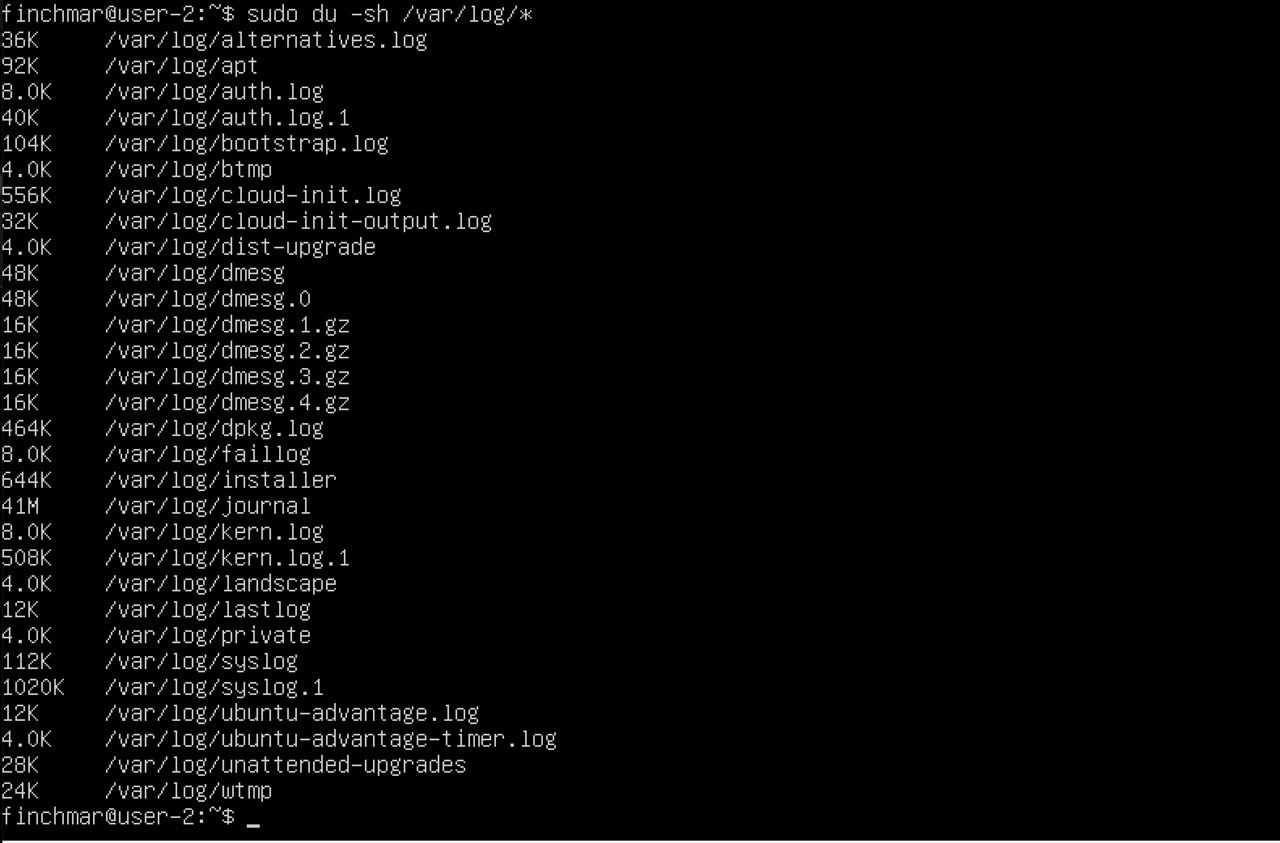 finchmar@user-2:~$ sudo du -sh /var/log/*
36K     /var/log/alternatives.log
92K     /var/log/apt
8.0K    /var/log/auth.log
40K     /var/log/auth.log.1
104K    /var/log/bootstrap.log
4.0K    /var/log/btmp
556K    /var/log/cloud-init.log
32K     /var/log/cloud-init-output.log
4.0K    /var/log/dist-upgrade
48K     /var/log/dmesg
48K     /var/log/dmesg.0
16K     /var/log/dmesg.1.gz
16K     /var/log/dmesg.2.gz
16K     /var/log/dmesg.3.gz
16K     /var/log/dmesg.4.gz
464K    /var/log/dpkg.log
8.0K    /var/log/faillog
644K    /var/log/installer
41M     /var/log/journal
8.0K    /var/log/kern.log
508K    /var/log/kern.log.1
4.0K    /var/log/landscape
12K     /var/log/lastlog
4.0K    /var/log/private
112K    /var/log/syslog
1020K   /var/log/syslog.1
12K     /var/log/ubuntu-advantage.log
4.0K    /var/log/ubuntu-advantage-timer.log
28K     /var/log/unattended-upgrades
24K     /var/log/wtmp
finchmar@user-2:~$ _